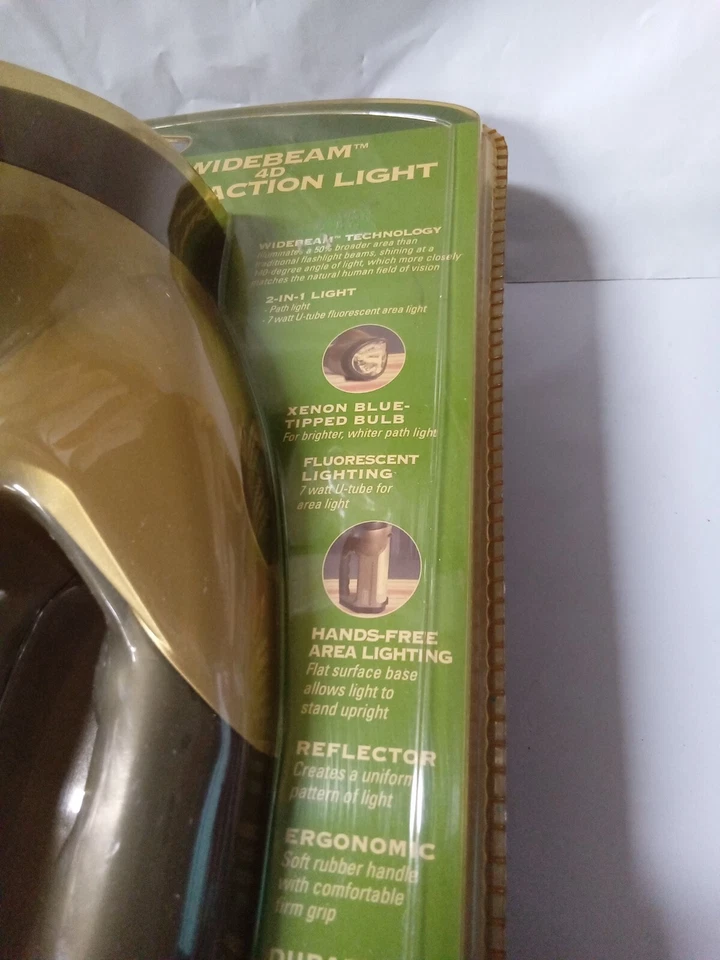 WIDEBEAM™
4D
ACTION LIGHT
WIDEBEAM™ TECHNOLOGY
Illuminates a 50% broader area than
traditional flashlight beams, shining at a
140-degree angle of light, which more closely
matches the natural human field of vision
2-IN-1 LIGHT
- Path light
- 7 watt U-tube fluorescent area light
XENON BLUE-
TIPPED BULB
For brighter, whiter path light
FLUORESCENT
LIGHTING
7 watt U-tube for
area light
HANDS-FREE
AREA LIGHTING
Flat surface base
allows light to
stand upright
REFLECTOR
Creates a uniform
pattern of light
ERGONOMIC
Soft rubber handle
with comfortable
firm grip